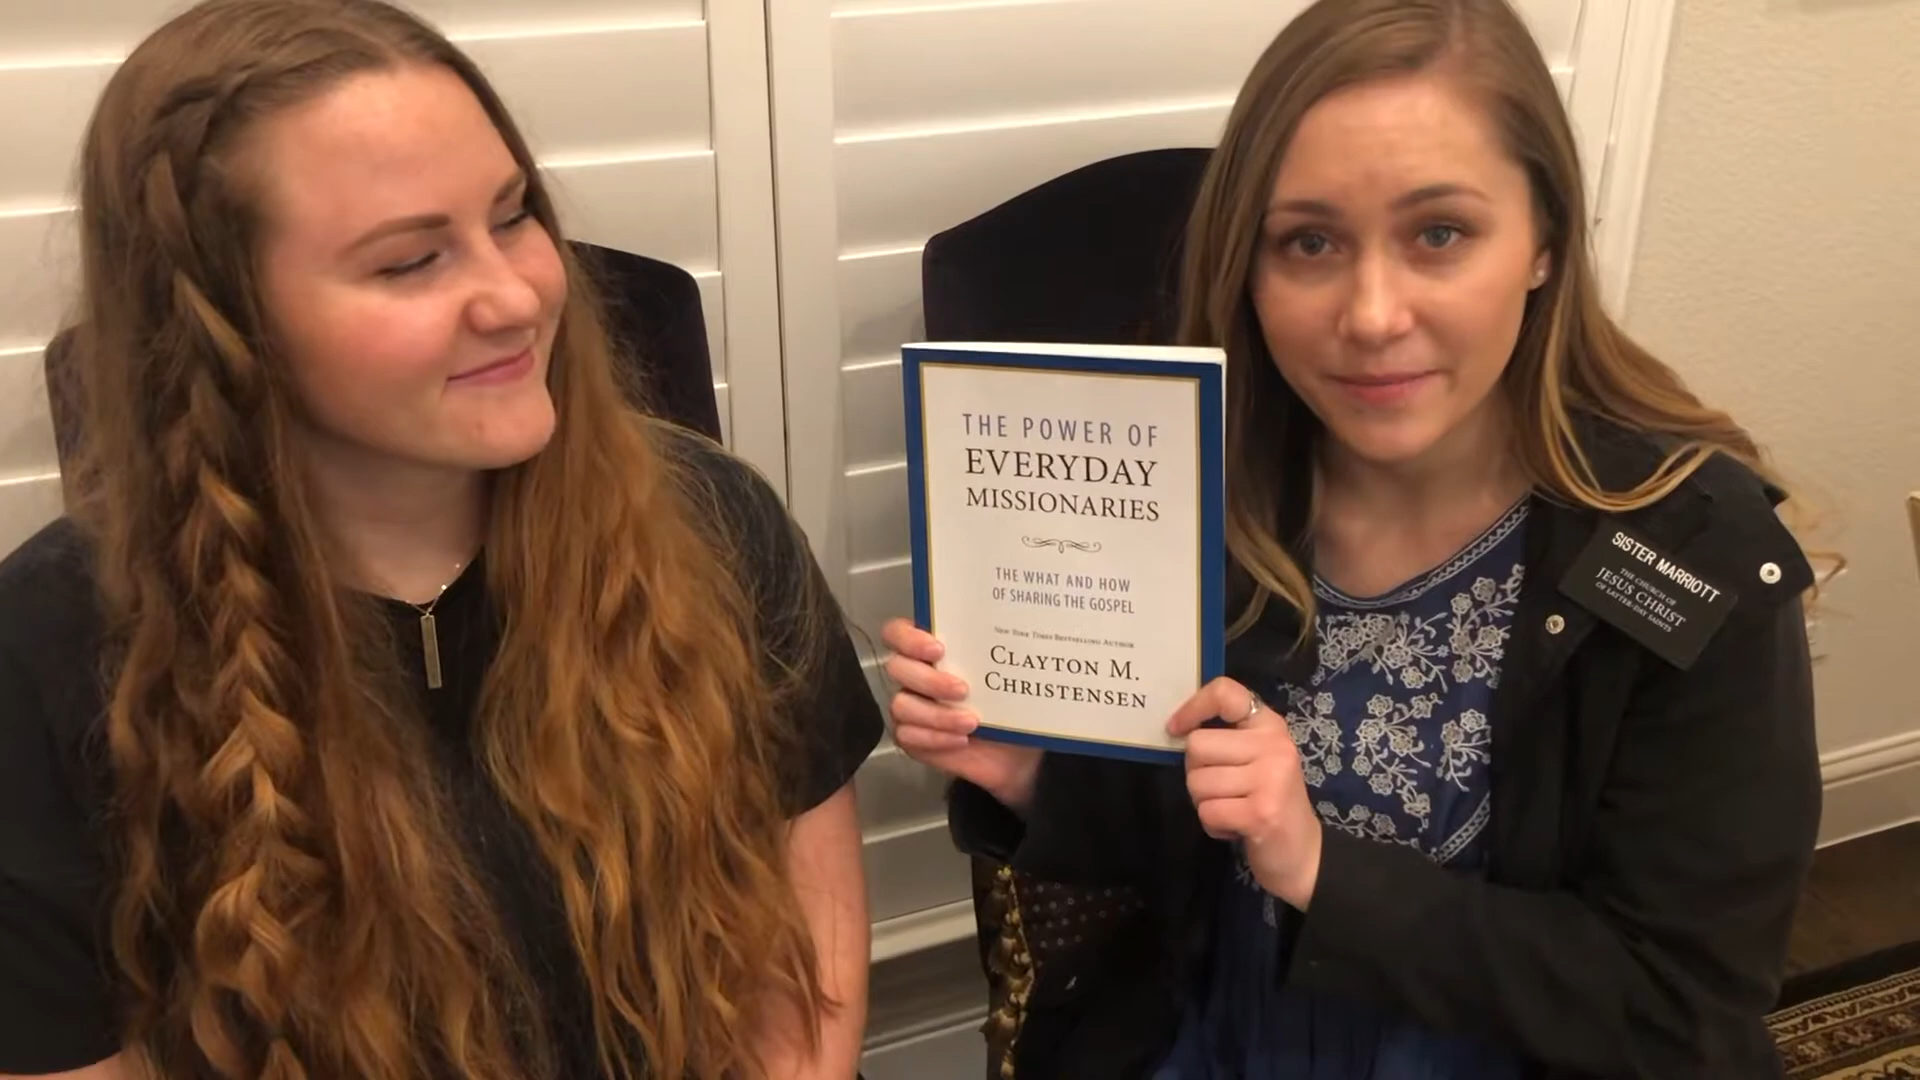 THE POWER OF
EVERYDAY
MISSIONARIES
THE WHAT AND HOW
OF SHARING THE GOSPEL
NEW YORK TIMES BESTSELLING AUTHOR
CLAYTON M.
CHRISTENSEN
SISTER MARRIOTT
THE CHURCH OF
JESUS CHRIST
OF LATTER-DAY SAINTS